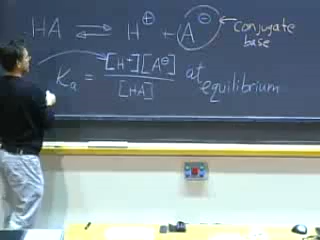 HA ⇌ H⊕ + A⊖ ← conjugate
base
Ka = [H⁺][A⊖] / [HA] at equilibrium